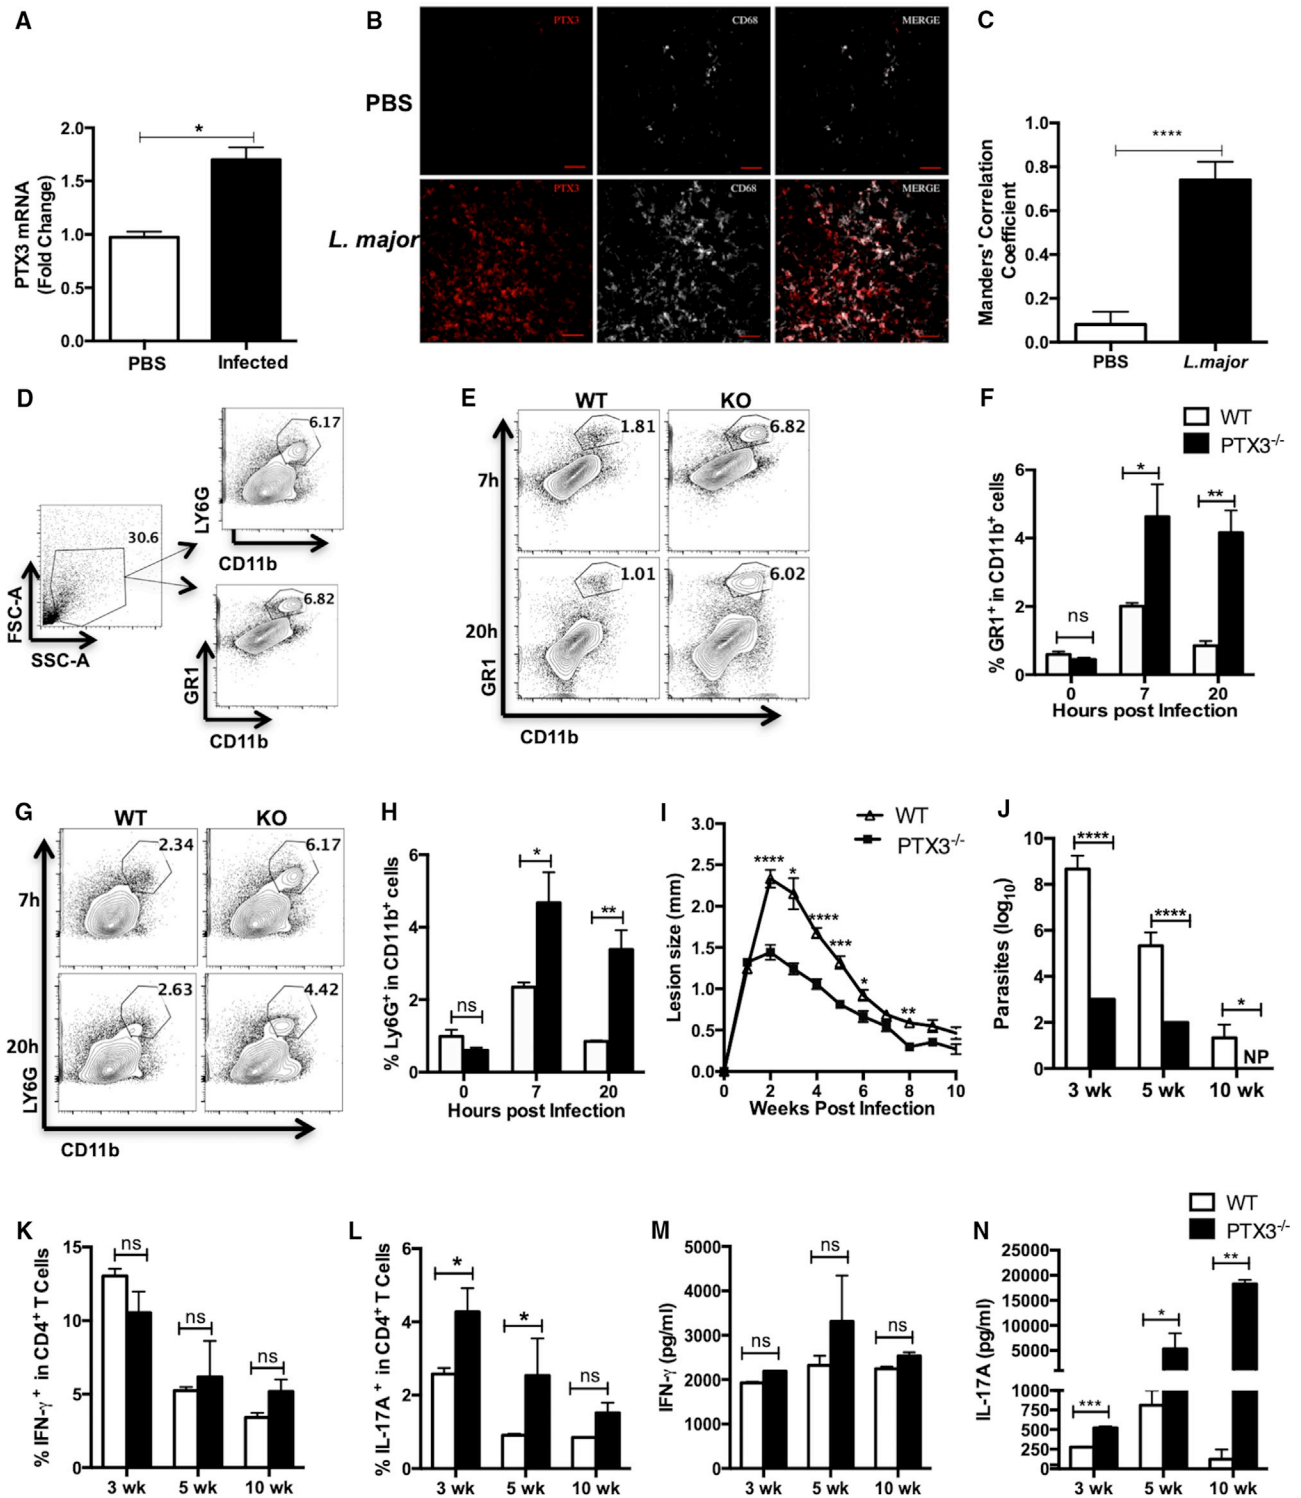 A
PTX3 mRNA
(Fold Change)
2.0
1.5
1.0
0.5
0.0
*
PBS
Infected
B
PTX3
CD68
MERGE
PBS
PTX3
CD68
MERGE
L. major
C
Manders' Correlation
Coefficient
1.0
0.8
0.6
0.4
0.2
0.0
****
PBS
L.major
D
30.6
FSC-A
SSC-A
6.17
LY6G
CD11b
6.82
GR1
CD11b
E
WT
KO
7h
1.81
6.82
20h
1.01
6.02
GR1
CD11b
F
WT
PTX3-/-
% GR1+ in CD11b+ cells
6
4
2
0
ns
*
**
0
7
20
Hours post Infection
G
WT
KO
7h
2.34
6.17
20h
2.63
4.42
LY6G
CD11b
H
% Ly6G+ in CD11b+ cells
6
4
2
0
ns
*
**
0
7
20
Hours post Infection
I
WT
PTX3-/-
Lesion size (mm)
3.0
2.5
2.0
1.5
1.0
0.5
0.0
****
*
****
***
*
**
0
2
4
6
8
10
Weeks Post Infection
J
Parasites (log10)
10
8
6
4
2
0
****
****
*
NP
3 wk
5 wk
10 wk
WT
PTX3-/-
K
% IFN-γ + in CD4+ T Cells
15
10
5
0
ns
ns
ns
3 wk
5 wk
10 wk
L
% IL-17A + in CD4+ T Cells
6
4
2
0
*
*
ns
3 wk
5 wk
10 wk
M
IFN-γ (pg/ml)
5000
4000
3000
2000
1000
0
ns
ns
ns
3 wk
5 wk
10 wk
N
IL-17A (pg/ml)
25000
20000
15000
10000
5000
1000
750
500
250
0
***
*
**
3 wk
5 wk
10 wk